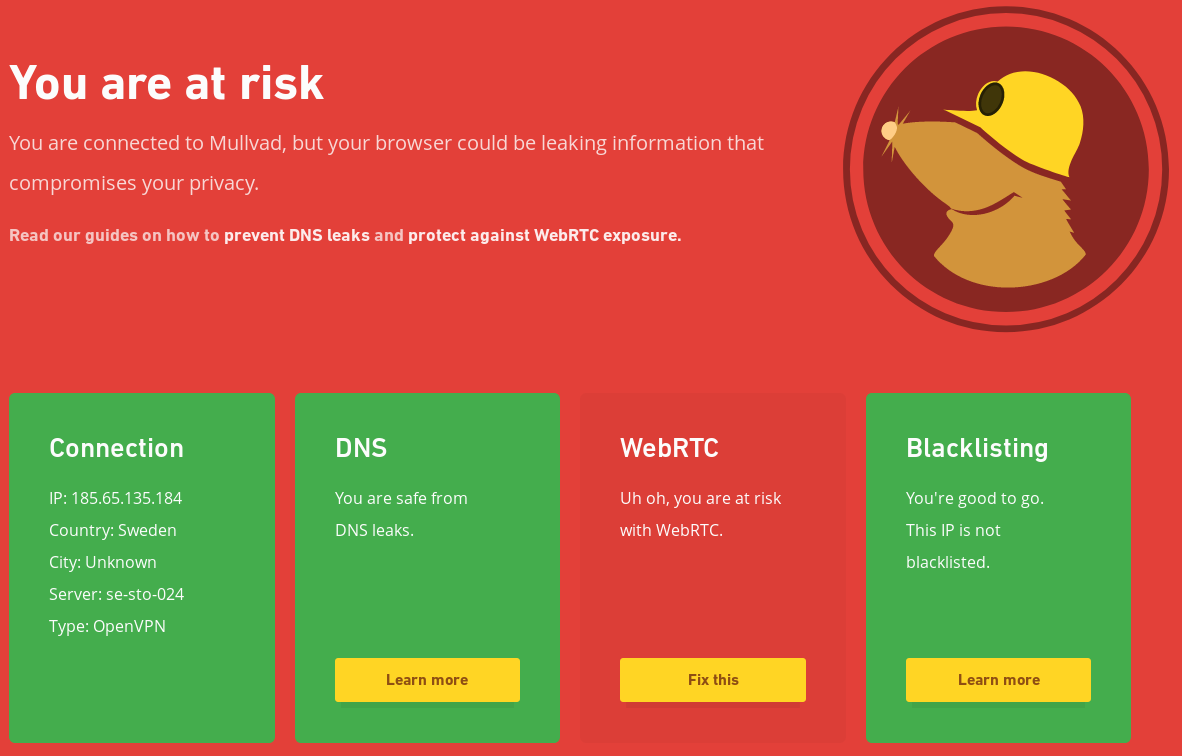 You are at risk
You are connected to Mullvad, but your browser could be leaking information that
compromises your privacy.
Read our guides on how to prevent DNS leaks and protect against WebRTC exposure.
Connection
IP: 185.65.135.184
Country: Sweden
City: Unknown
Server: se-sto-024
Type: OpenVPN
DNS
You are safe from
DNS leaks.
Learn more
WebRTC
Uh oh, you are at risk
with WebRTC.
Fix this
Blacklisting
You're good to go.
This IP is not
blacklisted.
Learn more